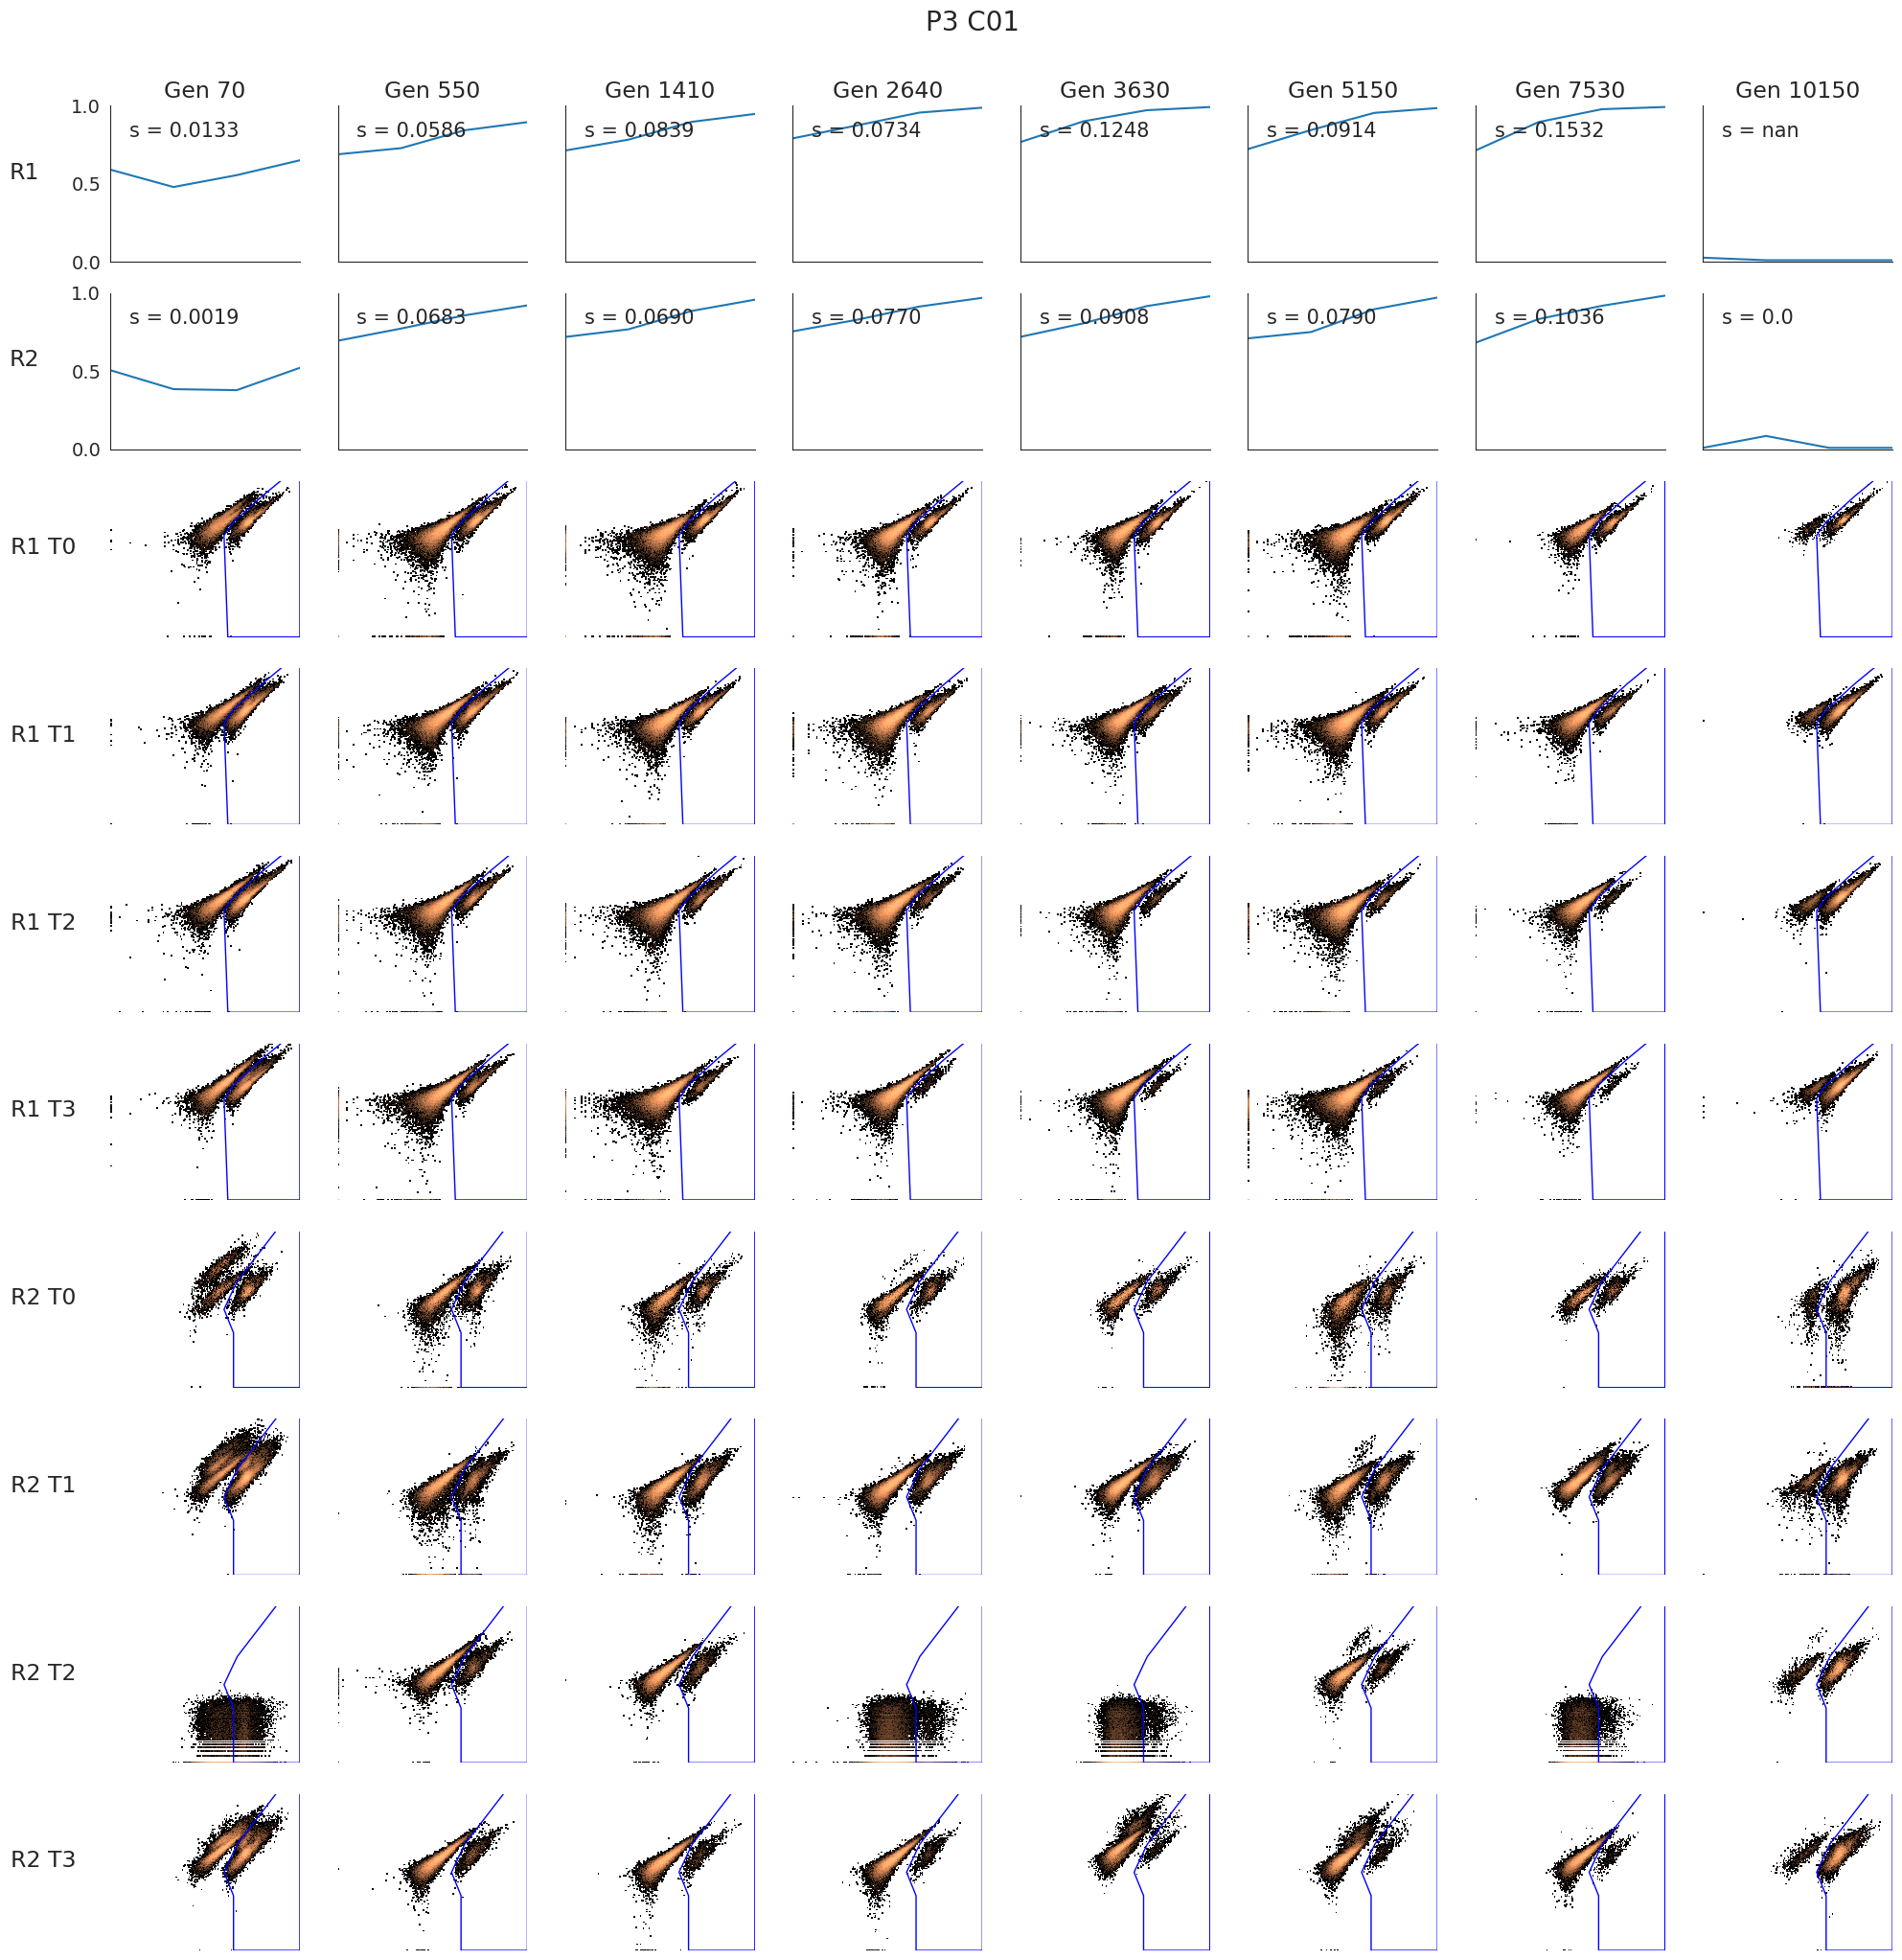 P3 C01
Gen 70 Gen 550 Gen 1410 Gen 2640 Gen 3630 Gen 5150 Gen 7530 Gen 10150
1.0
s = 0.0133 s = 0.0586 s = 0.0839 s = 0.0734 s = 0.1248 s = 0.0914 s = 0.1532 s = nan
R1
0.5
0.0
1.0
s = 0.0019 s = 0.0683 s = 0.0690 s = 0.0770 s = 0.0908 s = 0.0790 s = 0.1036 s = 0.0
R2
0.5
0.0
R1 T0
R1 T1
R1 T2
R1 T3
R2 T0
R2 T1
R2 T2
R2 T3